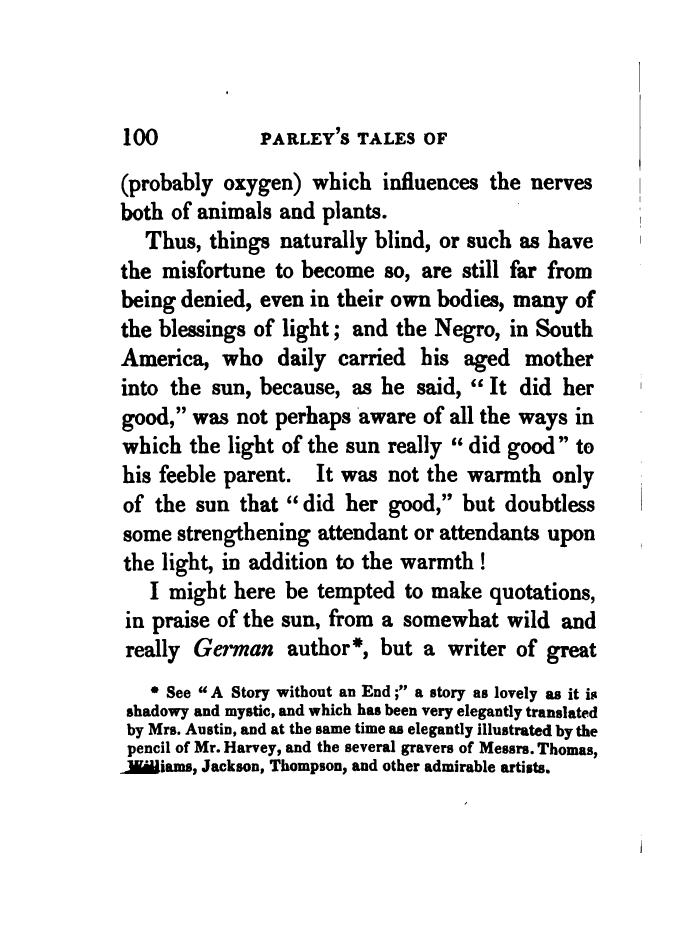 100 PARLEY'S TALES OF
(probably oxygen) which influences the nerves
both of animals and plants.
Thus, things naturally blind, or such as have
the misfortune to become so, are still far from
being denied, even in their own bodies, many of
the blessings of light; and the Negro, in South
America, who daily carried his aged mother
into the sun, because, as he said, “It did her
good,” was not perhaps aware of all the ways in
which the light of the sun really “did good” to
his feeble parent. It was not the warmth only
of the sun that “did her good,” but doubtless
some strengthening attendant or attendants upon
the light, in addition to the warmth!
I might here be tempted to make quotations,
in praise of the sun, from a somewhat wild and
really German author*, but a writer of great
* See “A Story without an End;” a story as lovely as it is
shadowy and mystic, and which has been very elegantly translated
by Mrs. Austin, and at the same time as elegantly illustrated by the
pencil of Mr. Harvey, and the several gravers of Messrs. Thomas,
Williams, Jackson, Thompson, and other admirable artists.